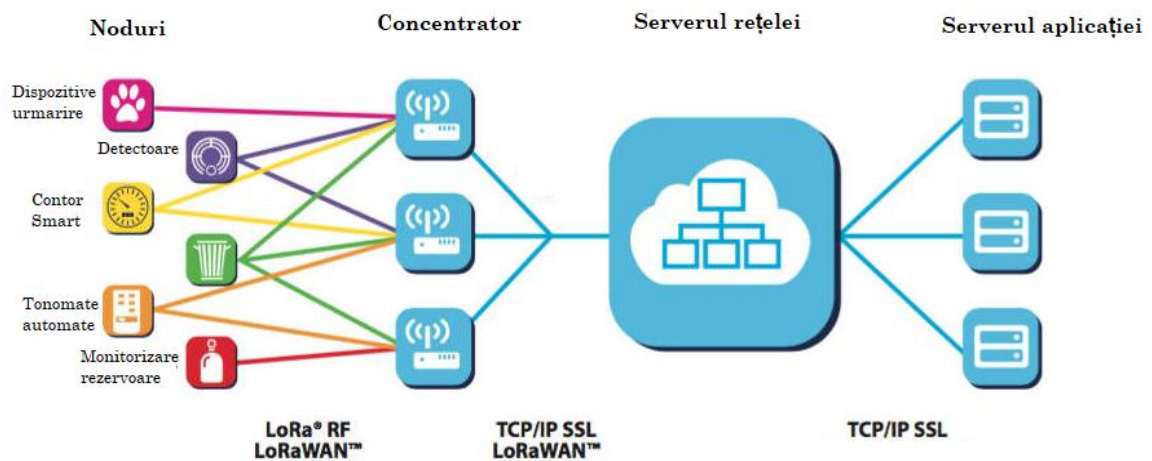 Noduri
Concentrator
Serverul rețelei
Serverul aplicației
Dispozitive
urmarire
Detectoare
Contor
Smart
Tonomate
automate
Monitorizare
rezervoare
LoRa® RF
LoRaWAN™
TCP/IP SSL
LoRaWAN™
TCP/IP SSL